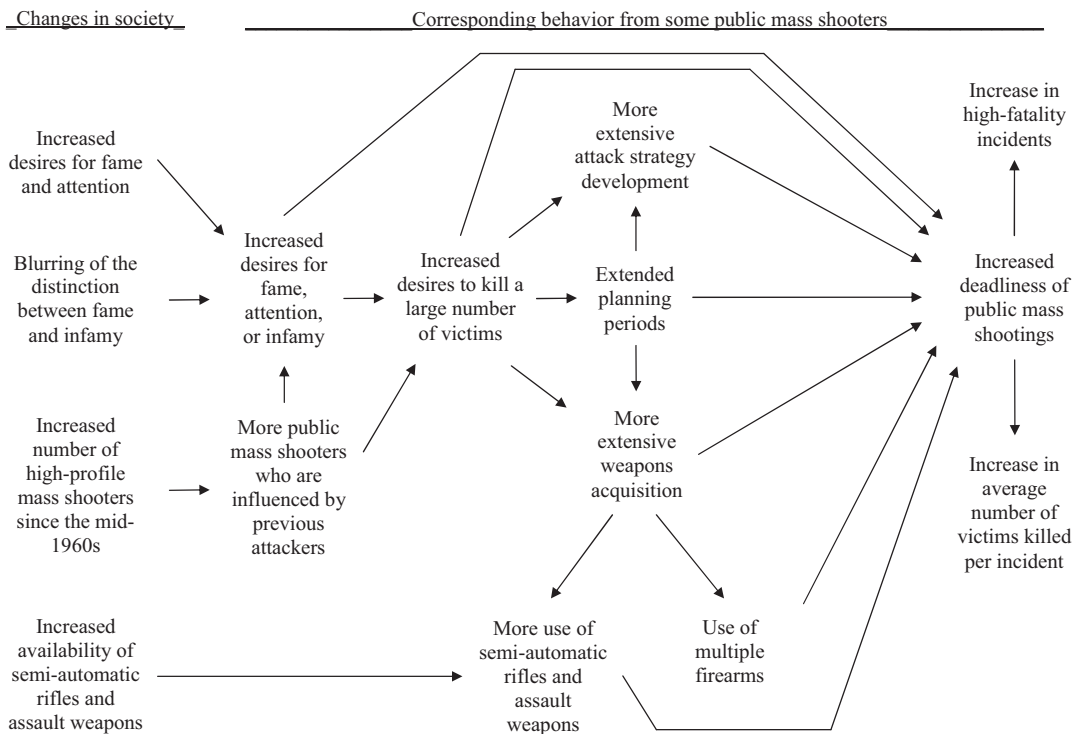 Changes in society
Corresponding behavior from some public mass shooters
Increased
desires for fame
and attention
Blurring of the
distinction
between fame
and infamy
Increased
number of
high-profile
mass shooters
since the mid-
1960s
Increased
availability of
semi-automatic
rifles and
assault weapons
Increased
desires for
fame,
attention,
or infamy
More public
mass shooters
who are
influenced by
previous
attackers
Increased
desires to kill a
large number
of victims
More
extensive
attack strategy
development
Extended
planning
periods
More
extensive
weapons
acquisition
More use of
semi-automatic
rifles and
assault
weapons
Use of
multiple
firearms
Increase in
high-fatality
incidents
Increased
deadliness of
public mass
shootings
Increase in
average
number of
victims killed
per incident